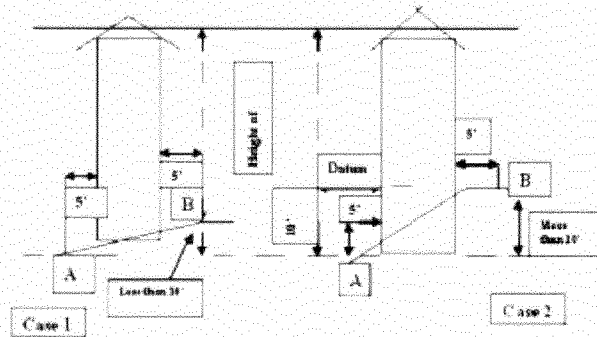 Height of
5'
5'
B
A
Less than 10'
Case 1
5'
Datum
B
10'
5'
More
than 10'
A
Case 2